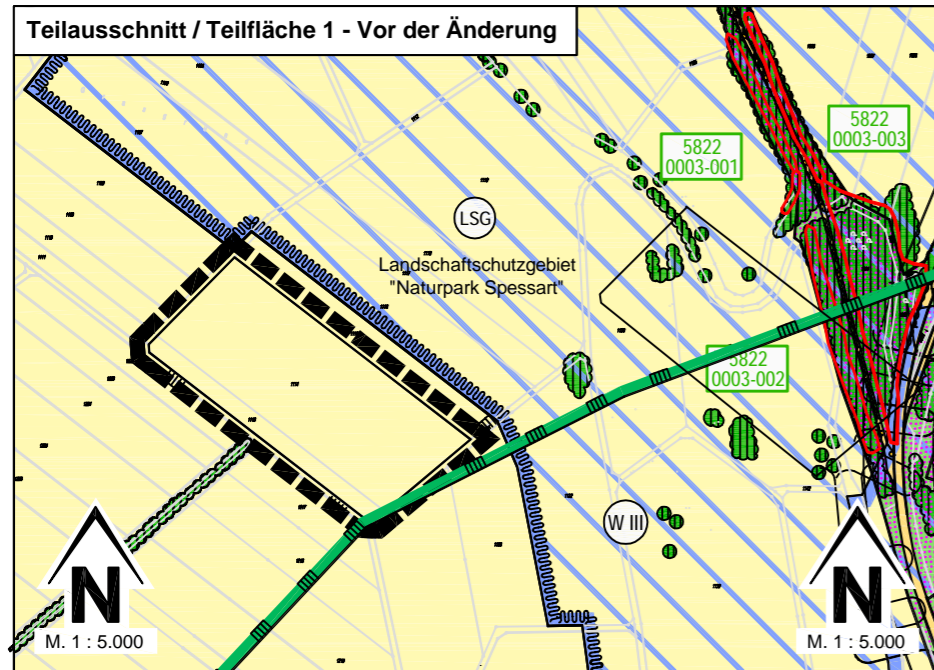 Teilausschnitt / Teilfläche 1 - Vor der Änderung
5822
0003-001
5822
0003-003
LSG
Landschaftschutzgebiet
"Naturpark Spessart"
5822
0003-002
W III
N
M. 1 : 5.000
N
M. 1 : 5.000